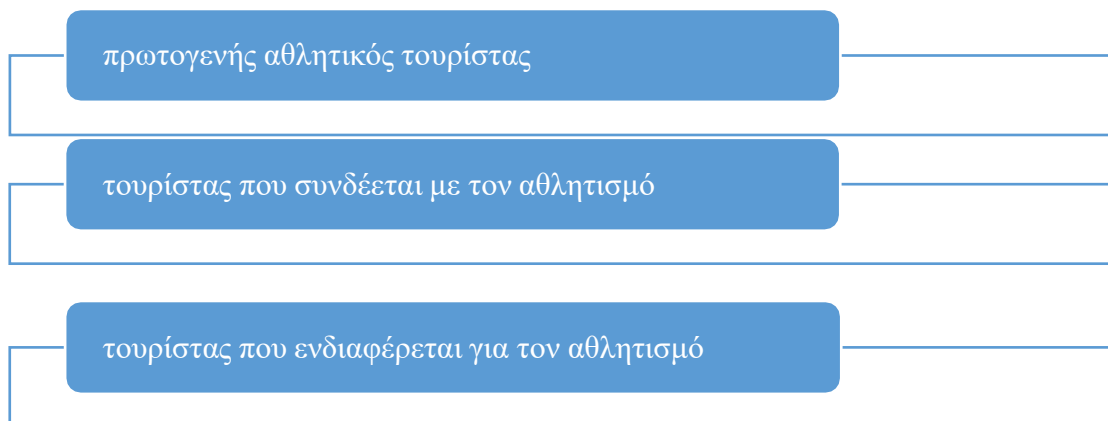 πρωτογενής αθλητικός τουρίστας
τουρίστας που συνδέεται με τον αθλητισμό
τουρίστας που ενδιαφέρεται για τον αθλητισμό